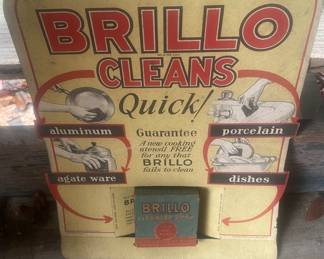 BRILLO
CLEANS
Quick!
aluminum
Guarantee
porcelain
A new cooking
utensil FREE
for any that
BRILLO
fails to clean
agate ware
dishes
BRILLO